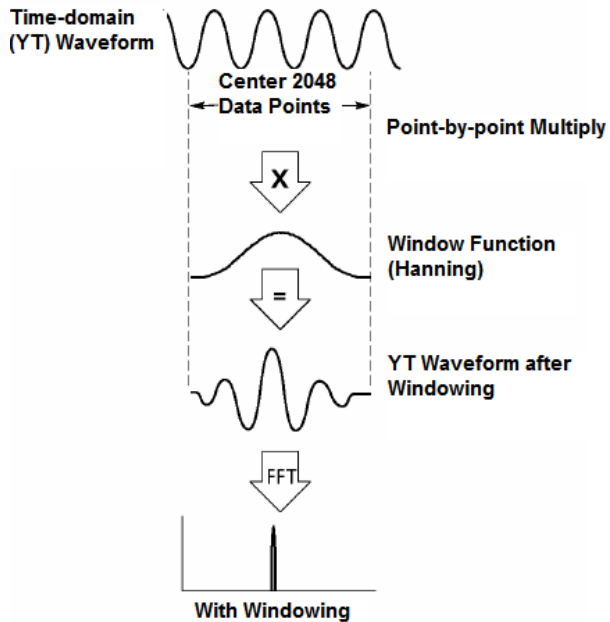 Time-domain
(YT) Waveform
Center 2048
Data Points
Point-by-point Multiply
X
Window Function
(Hanning)
=
YT Waveform after
Windowing
FFT
With Windowing